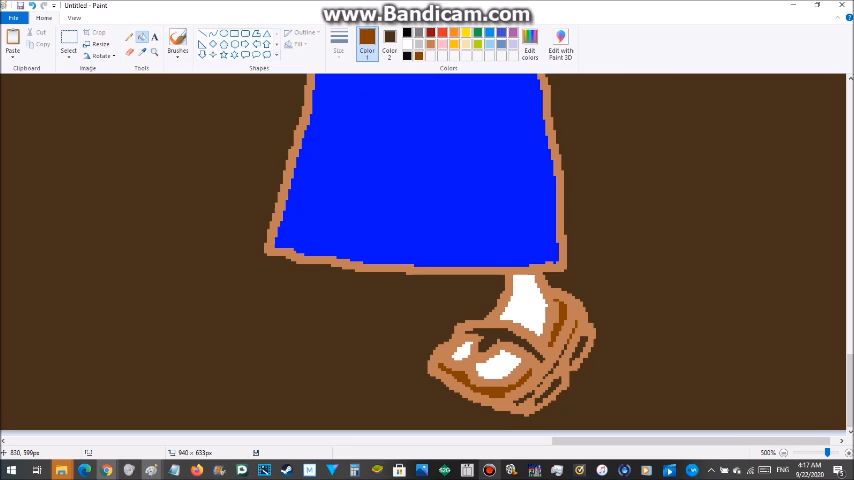 Untitled - Paint
www.Bandicam.com
File
Home
View
Cut
Copy
Paste
Clipboard
Select
Crop
Resize
Rotate
Image
Tools
Brushes
Shapes
Outline
Fill
Size
Color 1
Color 2
Edit colors
Colors
Edit with Paint 3D
830, 599px
940 × 633px
500%
ENG
4:17 AM
9/22/2020